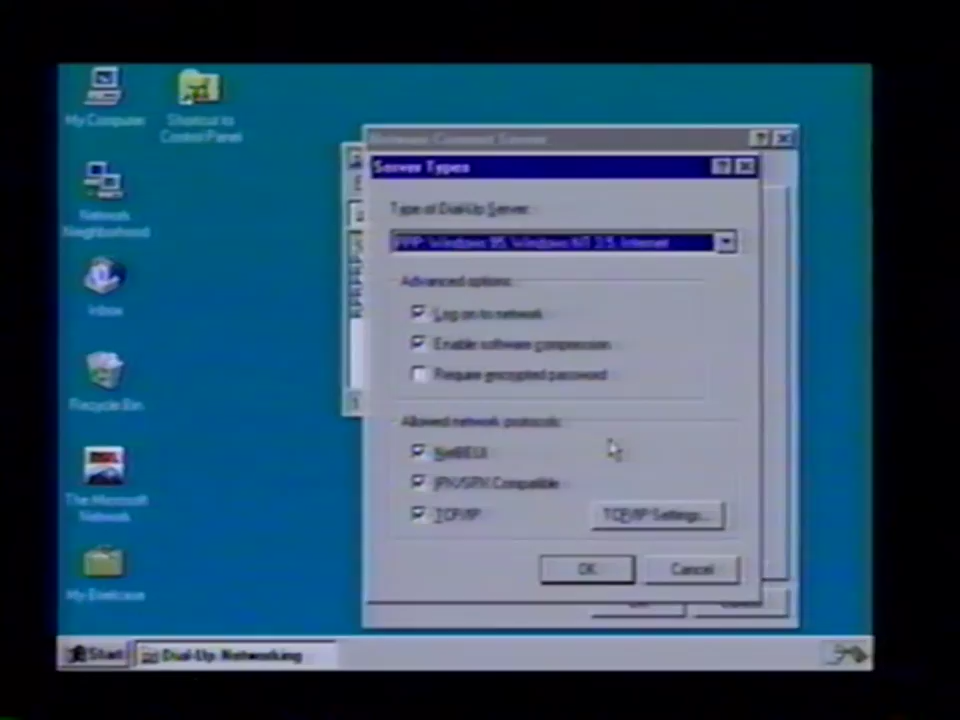 My Computer
Shortcut to
Control Panel
Network
Neighborhood
Inbox
Recycle Bin
The Microsoft
Network
My Briefcase
Server Types
Type of Dial-Up Server:
PPP: Windows 95, Windows NT 3.5, Internet
Advanced options:
Log on to network
Enable software compression
Require encrypted password
Allowed network protocols:
NetBEUI
IPX/SPX Compatible
TCP/IP
TCP/IP Settings...
OK
Cancel
Start
Dial-Up Networking